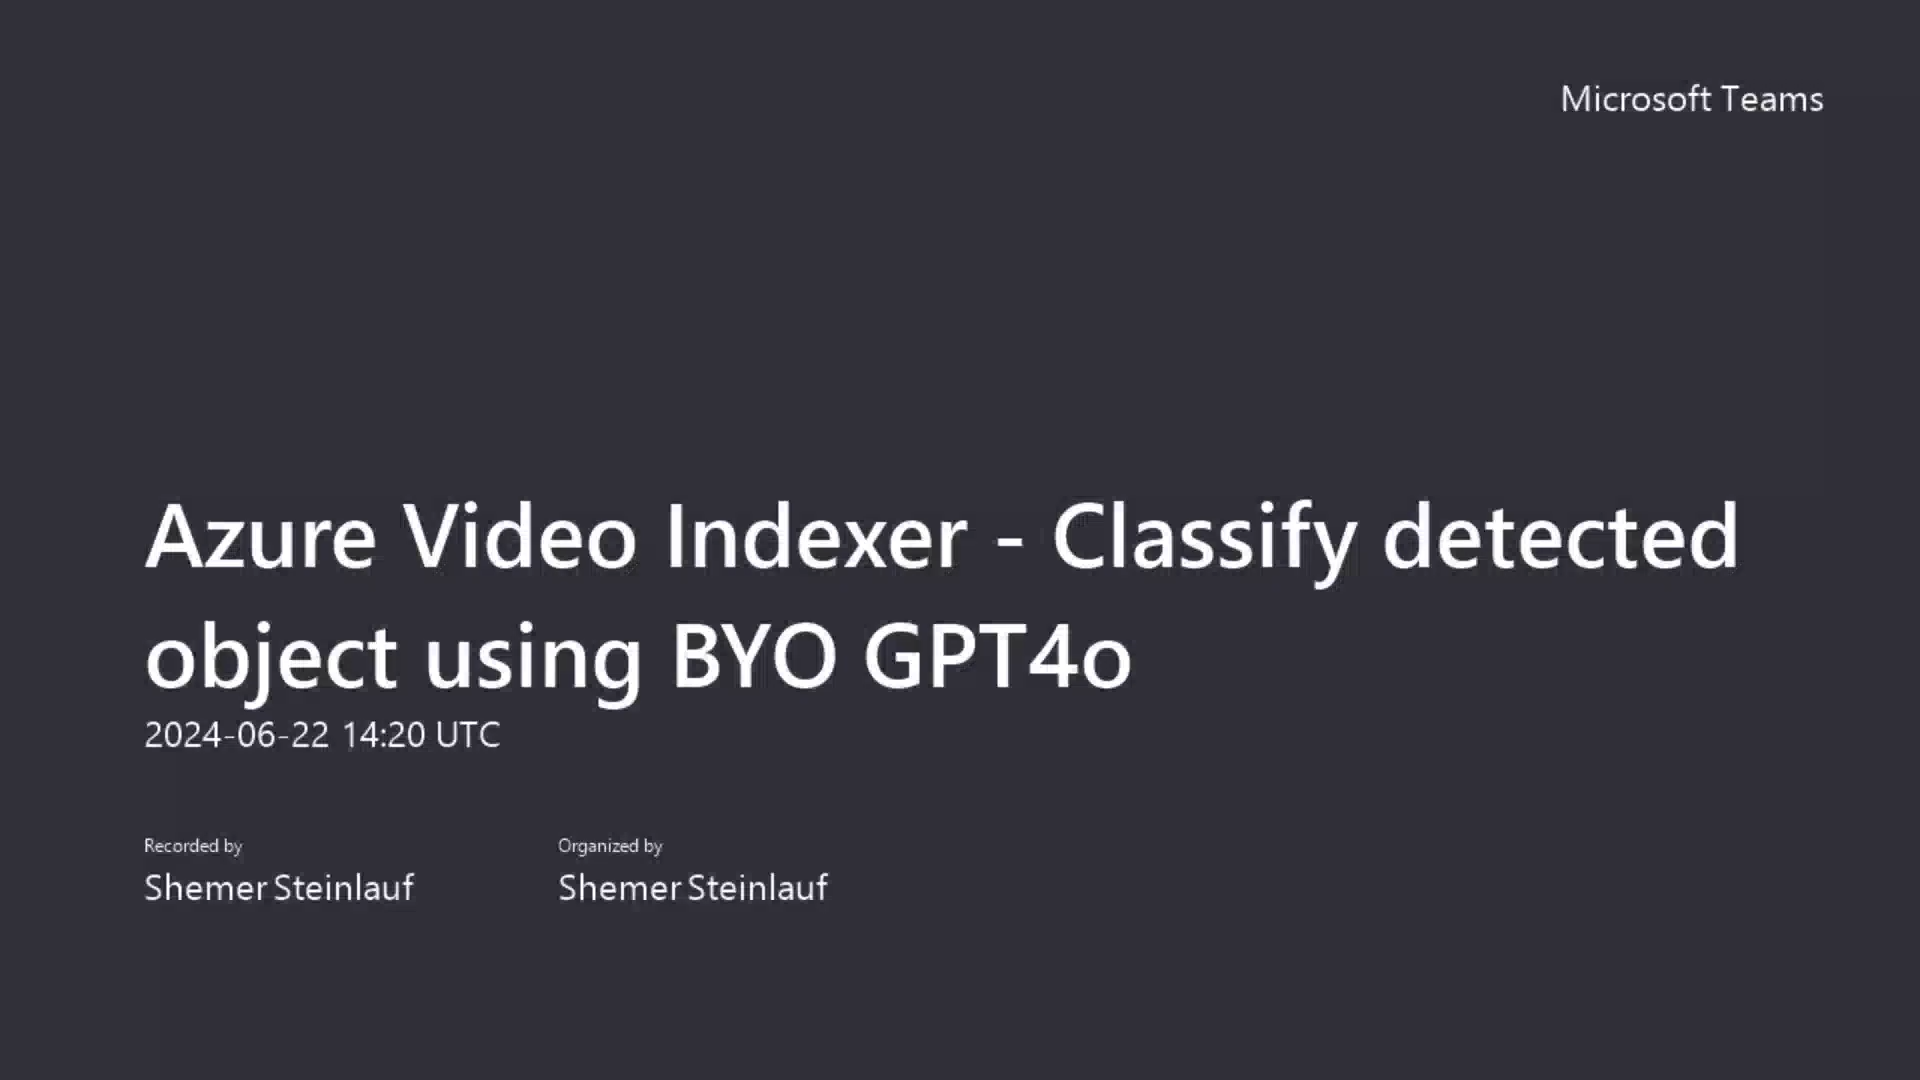 Microsoft Teams
Azure Video Indexer - Classify detected
object using BYO GPT4o
2024-06-22 14:20 UTC
Recorded by
Organized by
Shemer Steinlauf
Shemer Steinlauf